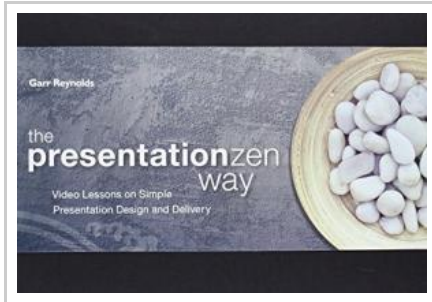 Garr Reynolds
the
presentationzen
way
Video Lessons on Simple
Presentation Design and Delivery